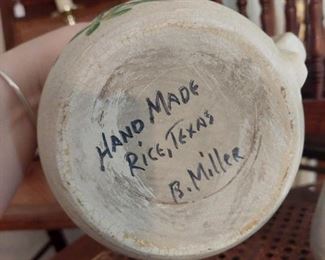 HAND MADE
RICE, TEXAS
B. Miller